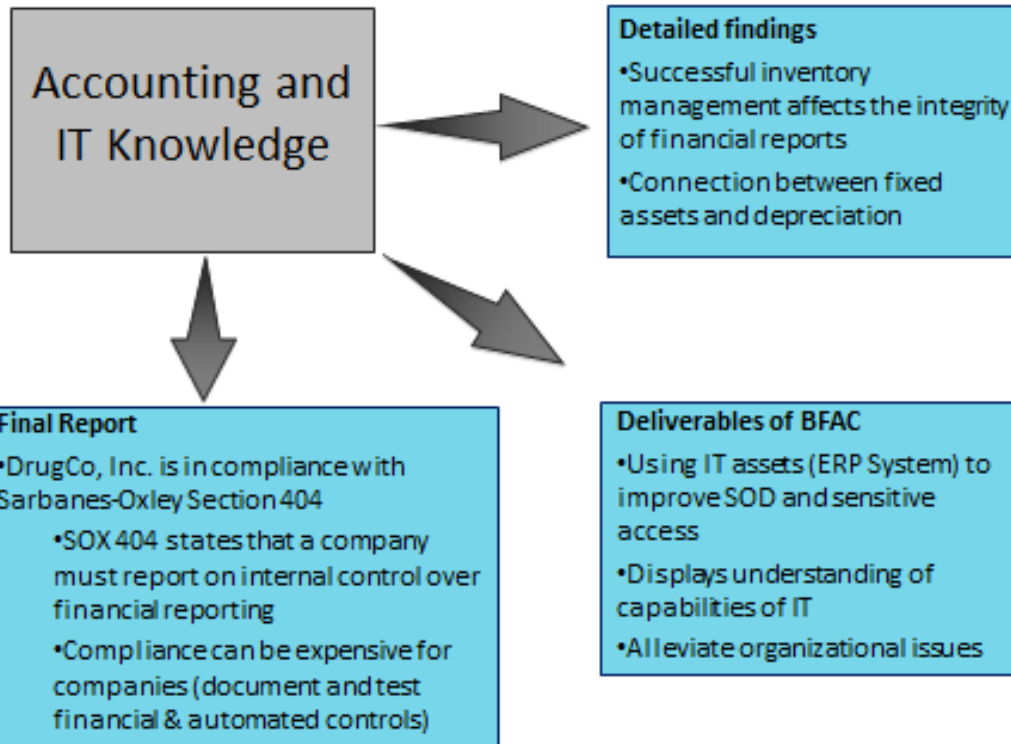 Accounting and
IT Knowledge
Detailed findings
•Successful inventory
management affects the integrity
of financial reports
•Connection between fixed
assets and depreciation
Final Report
•DrugCo, Inc. is in compliance with
Sarbanes-Oxley Section 404
•SOX 404 states that a company
must report on internal control over
financial reporting
•Compliance can be expensive for
companies (document and test
financial & automated controls)
Deliverables of BFAC
•Using IT assets (ERP System) to
improve SOD and sensitive
access
•Displays understanding of
capabilities of IT
•Alleviate organizational issues